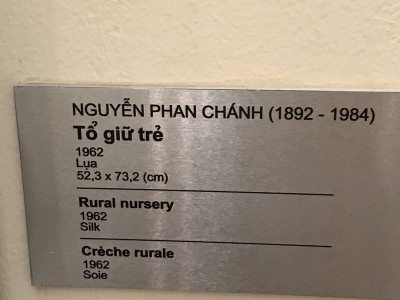 NGUYỄN PHAN CHÁNH (1892 - 1984)
Tổ giữ trẻ
1962
Lụa
52,3 x 73,2 (cm)
Rural nursery
1962
Silk
Crèche rurale
1962
Soie